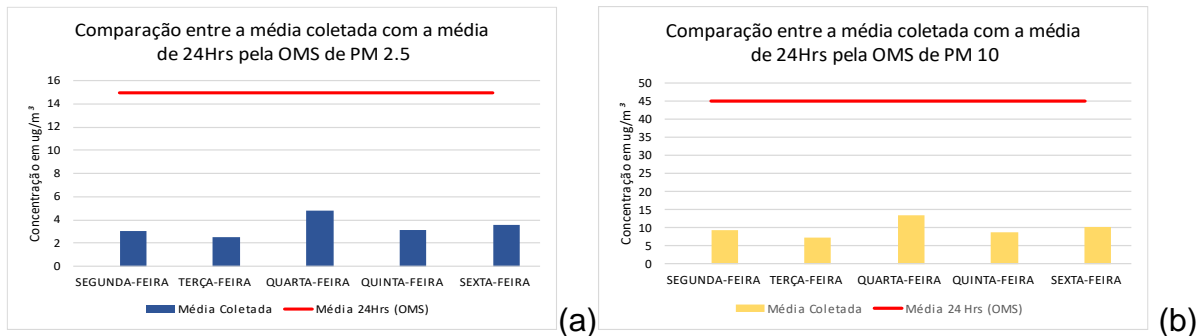 Comparação entre a média coletada com a média
de 24Hrs pela OMS de PM 2.5
Concentração em ug/m³
16
14
12
10
8
6
4
2
0
SEGUNDA-FEIRA TERÇA-FEIRA QUARTA-FEIRA QUINTA-FEIRA SEXTA-FEIRA
Média Coletada Média 24Hrs (OMS)
(a)
Comparação entre a média coletada com a média
de 24Hrs pela OMS de PM 10
Concentração em ug/m³
50
45
40
35
30
25
20
15
10
5
0
SEGUNDA-FEIRA TERÇA-FEIRA QUARTA-FEIRA QUINTA-FEIRA SEXTA-FEIRA
Média Coletada Média 24Hrs (OMS)
(b)